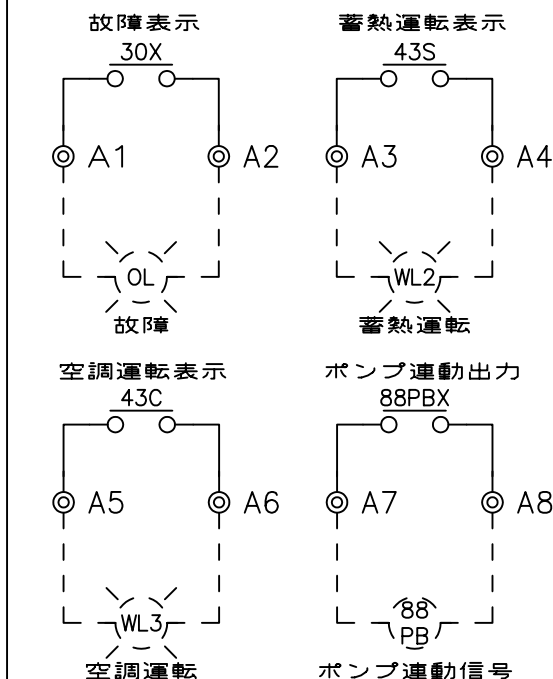 故障表示
30X
A1
A2
OL
故障
蓄熱運転表示
43S
A3
A4
WL2
蓄熱運転
空調運転表示
43C
A5
A6
WL3
空調運転
ポンプ連動出力
88PBX
A7
A8
88
PB
ポンプ連動信号